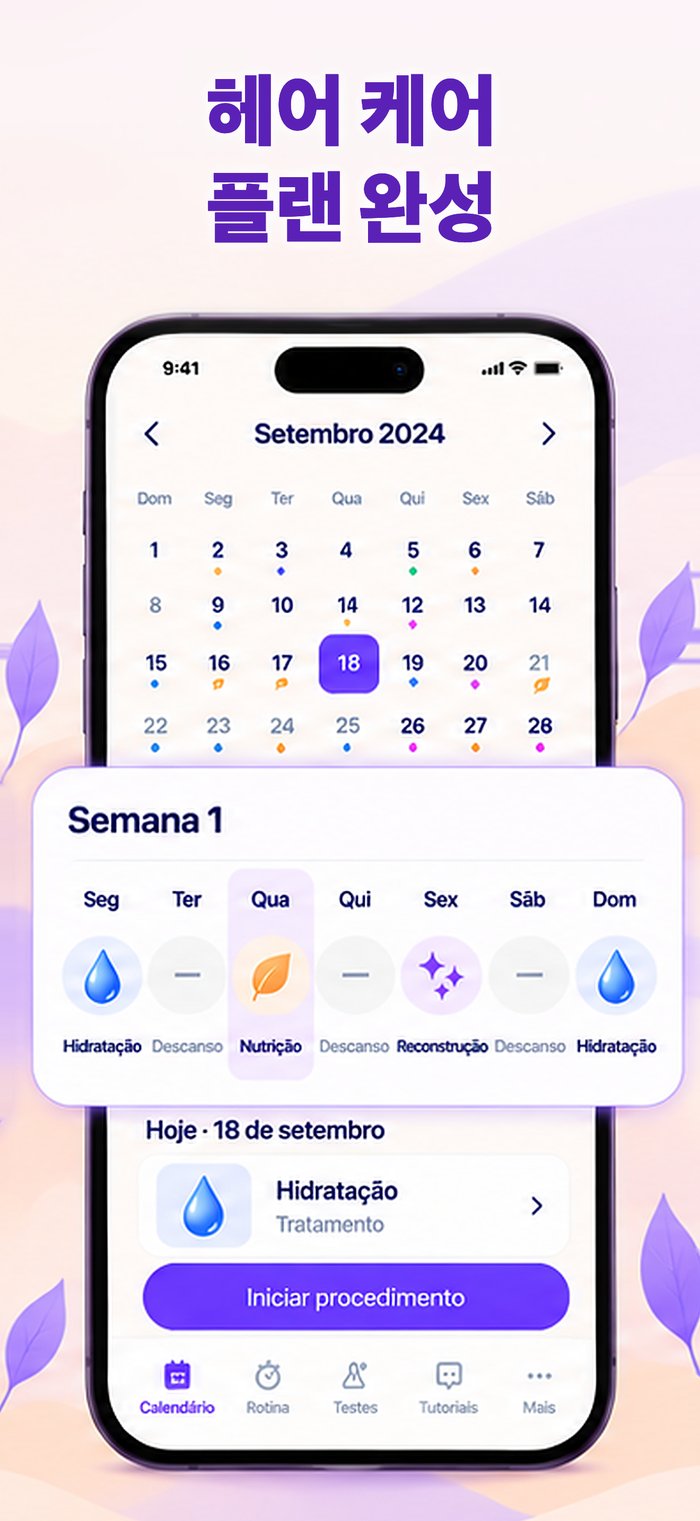 헤어 케어
플랜 완성
9:41
Setembro 2024
Dom Seg Ter Qua Qui Sex Sáb
1 2 3 4 5 6 7
8 9 10 14 12 13 14
15 16 17 18 19 20 21
22 23 24 25 26 27 28
Semana 1
Seg Ter Qua Qui Sex Sāb Dom
Hidratação Descanso Nutrição Descanso Reconstrução Descanso Hidratação
Hoje · 18 de setembro
Hidratação
Tratamento
Iniciar procedimento
Calendário Rotina Testes Tutoriais Mais